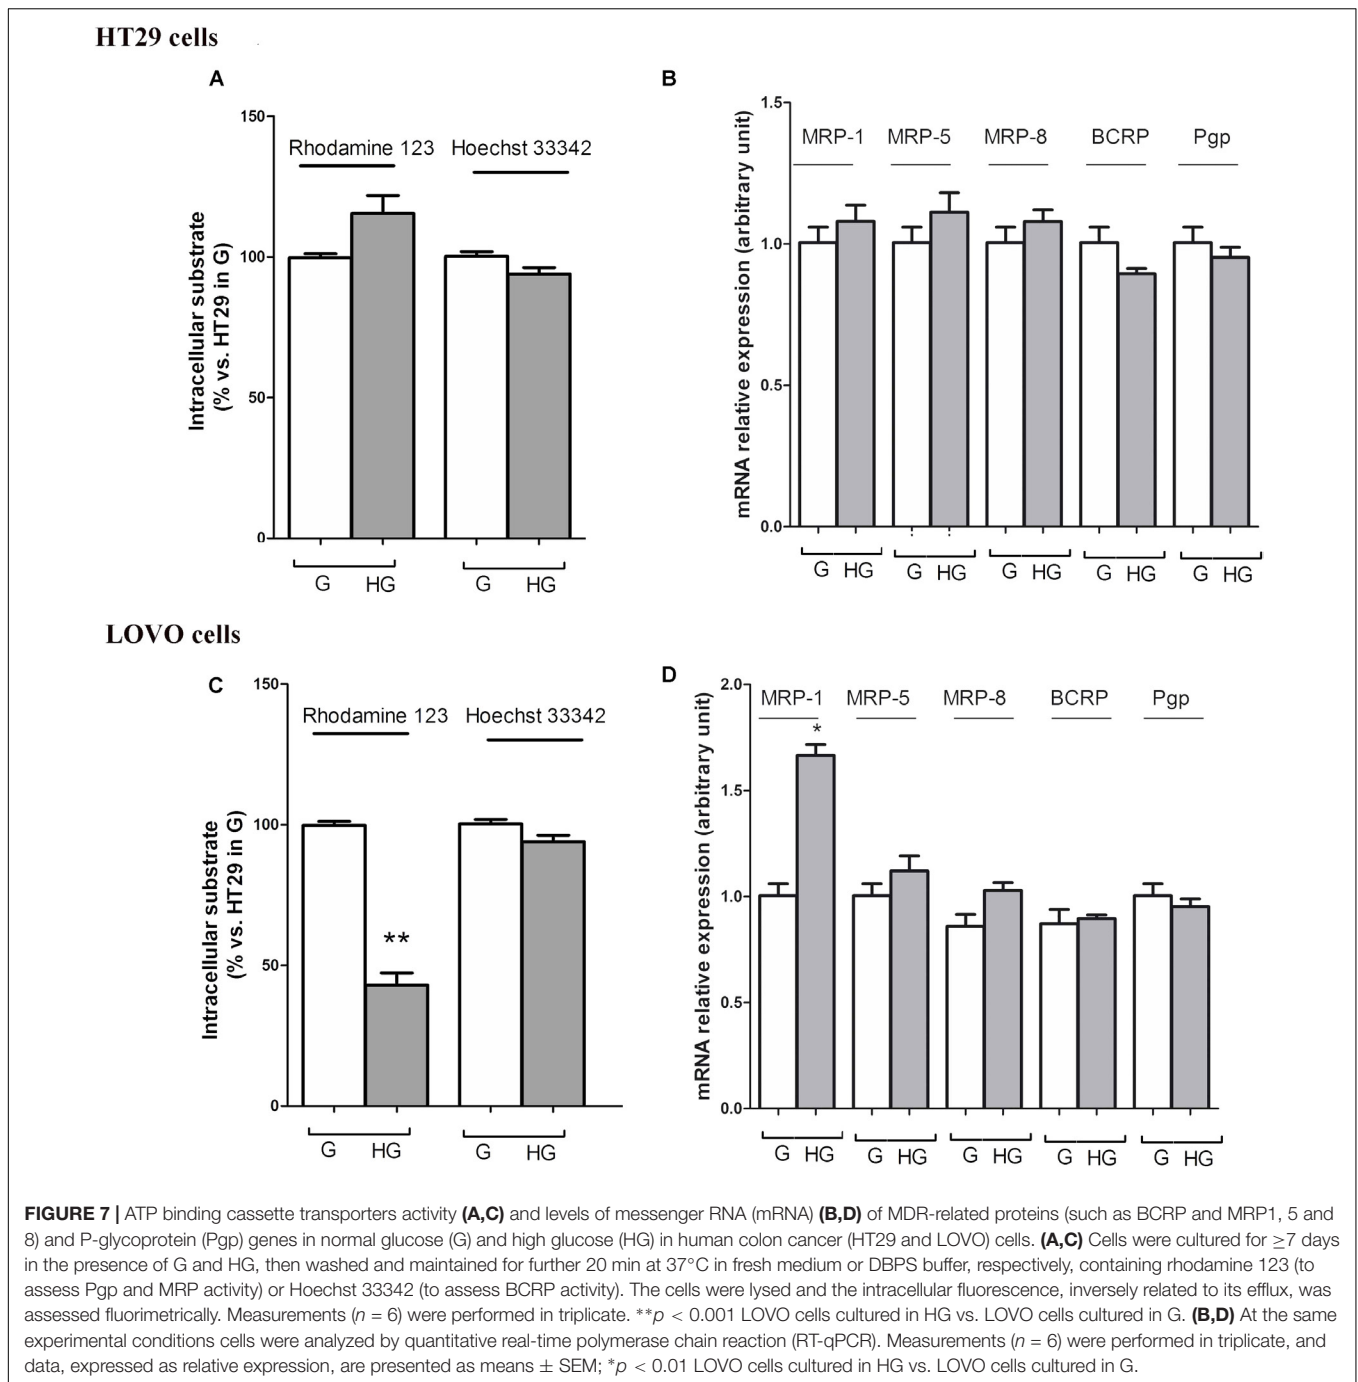 HT29 cells
A
150
100
50
0
Intracellular substrate
(% vs. HT29 in G)
Rhodamine 123 Hoechst 33342
G HG G HG
B
1.5
1.0
0.5
0.0
mRNA relative expression (arbitrary unit)
MRP-1 MRP-5 MRP-8 BCRP Pgp
G HG G HG G HG G HG G HG
LOVO cells
C
150
100
50
0
Intracellular substrate
(% vs. HT29 in G)
Rhodamine 123 Hoechst 33342
**
G HG G HG
D
2.0
1.5
1.0
0.5
0.0
mRNA relative expression (arbitrary unit)
MRP-1 MRP-5 MRP-8 BCRP Pgp
*
G HG G HG G HG G HG G HG
FIGURE 7 | ATP binding cassette transporters activity (A,C) and levels of messenger RNA (mRNA) (B,D) of MDR-related proteins (such as BCRP and MRP1, 5 and
8) and P-glycoprotein (Pgp) genes in normal glucose (G) and high glucose (HG) in human colon cancer (HT29 and LOVO) cells. (A,C) Cells were cultured for ≥7 days
in the presence of G and HG, then washed and maintained for further 20 min at 37°C in fresh medium or DBPS buffer, respectively, containing rhodamine 123 (to
assess Pgp and MRP activity) or Hoechst 33342 (to assess BCRP activity). The cells were lysed and the intracellular fluorescence, inversely related to its efflux, was
assessed fluorimetrically. Measurements (n = 6) were performed in triplicate. **p < 0.001 LOVO cells cultured in HG vs. LOVO cells cultured in G. (B,D) At the same
experimental conditions cells were analyzed by quantitative real-time polymerase chain reaction (RT-qPCR). Measurements (n = 6) were performed in triplicate, and
data, expressed as relative expression, are presented as means ± SEM; *p < 0.01 LOVO cells cultured in HG vs. LOVO cells cultured in G.